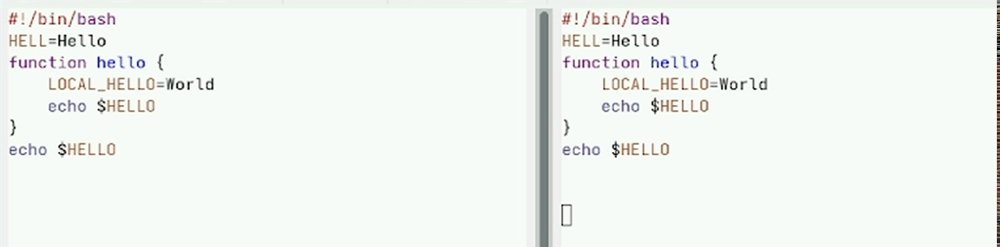 #!/bin/bash
HELL=Hello
function hello {
    LOCAL_HELLO=World
    echo $HELLO
}
echo $HELLO
#!/bin/bash
HELL=Hello
function hello {
    LOCAL_HELLO=World
    echo $HELLO
}
echo $HELLO